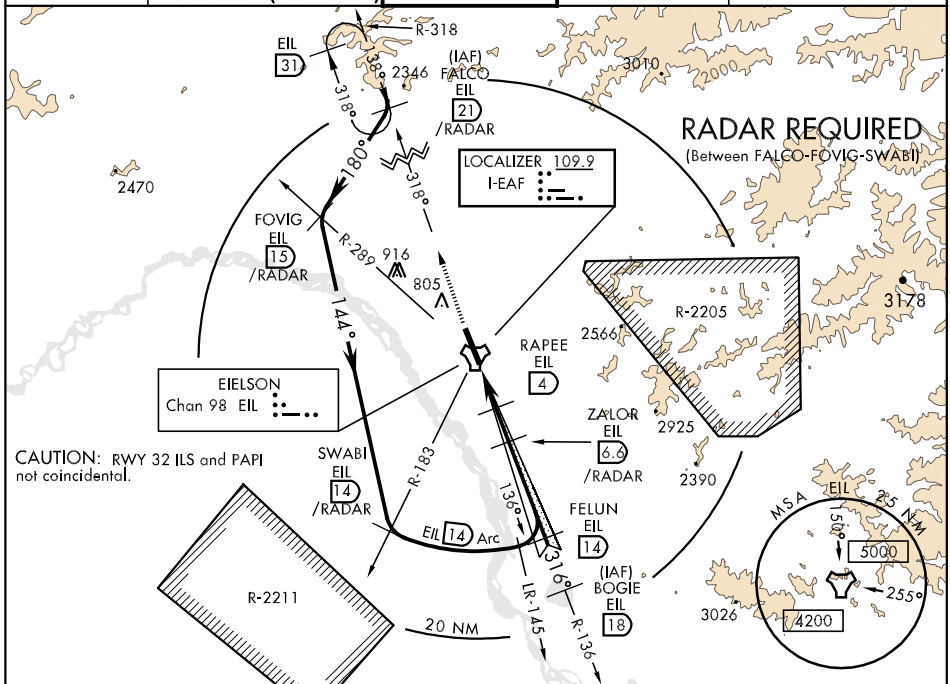 R-318
EIL
31
138°
318°
2346
(IAF)
FALCO
EIL
21
/RADAR
3010
2000
RADAR REQUIRED
(Between FALCO-FOVIG-SWABI)
2470
180°
318°
LOCALIZER 109.9
I-EAF
FOVIG
EIL
15
/RADAR
R-289
916
805
144°
R-2205
3178
2566
RAPEE
EIL
4
EIELSON
Chan 98 EIL
ZALOR
EIL
6.6
/RADAR
2925
2390
CAUTION: RWY 32 ILS and PAPI
not coincidental.
SWABI
EIL
14
/RADAR
R-183
136°
EIL 14 Arc
FELUN
EIL
14
316°
(IAF)
BOGIE
EIL
18
MSA EIL 25 NM
150°
5000
255°
4200
3026
R-2211
20 NM
LR-145
R-136